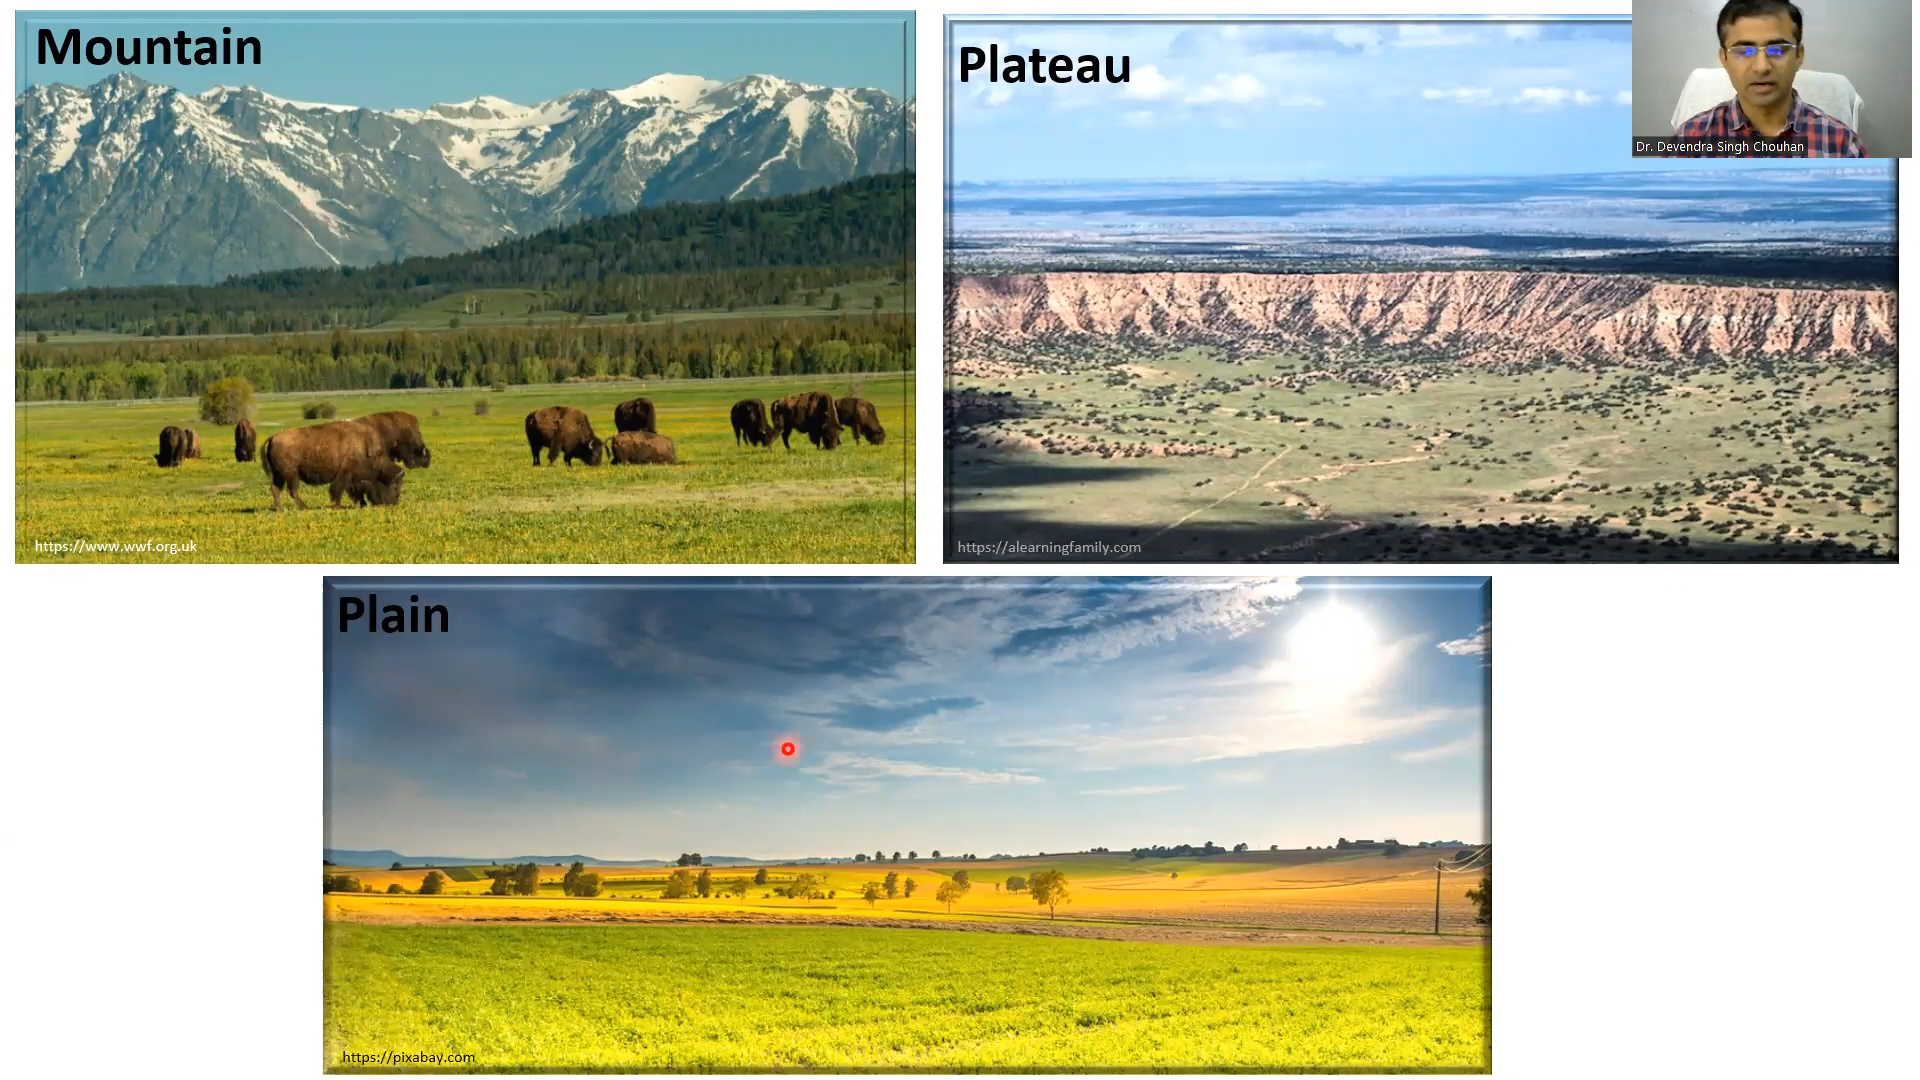 Mountain
Plateau
Dr. Devendra Singh Chouhan
https://www.wwf.org.uk
https://alearningfamily.com
Plain
https://pixabay.com